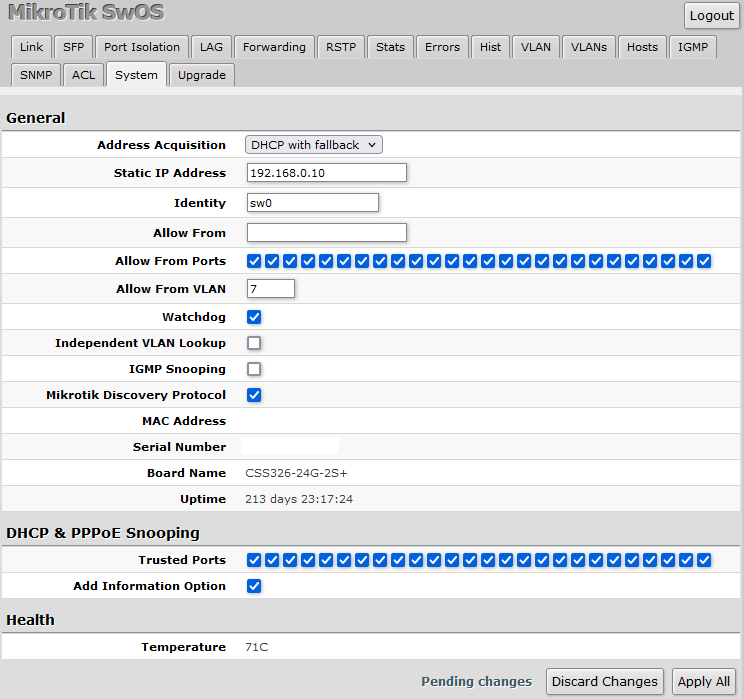 MikroTik SwOS
Logout
Link SFP Port Isolation LAG Forwarding RSTP Stats Errors Hist VLAN VLANs Hosts IGMP
SNMP ACL System Upgrade
General
Address Acquisition DHCP with fallback
Static IP Address 192.168.0.10
Identity sw0
Allow From
Allow From Ports
Allow From VLAN 7
Watchdog
Independent VLAN Lookup
IGMP Snooping
Mikrotik Discovery Protocol
MAC Address
Serial Number
Board Name CSS326-24G-2S+
Uptime 213 days 23:17:24
DHCP & PPPoE Snooping
Trusted Ports
Add Information Option
Health
Temperature 71C
Pending changes Discard Changes Apply All